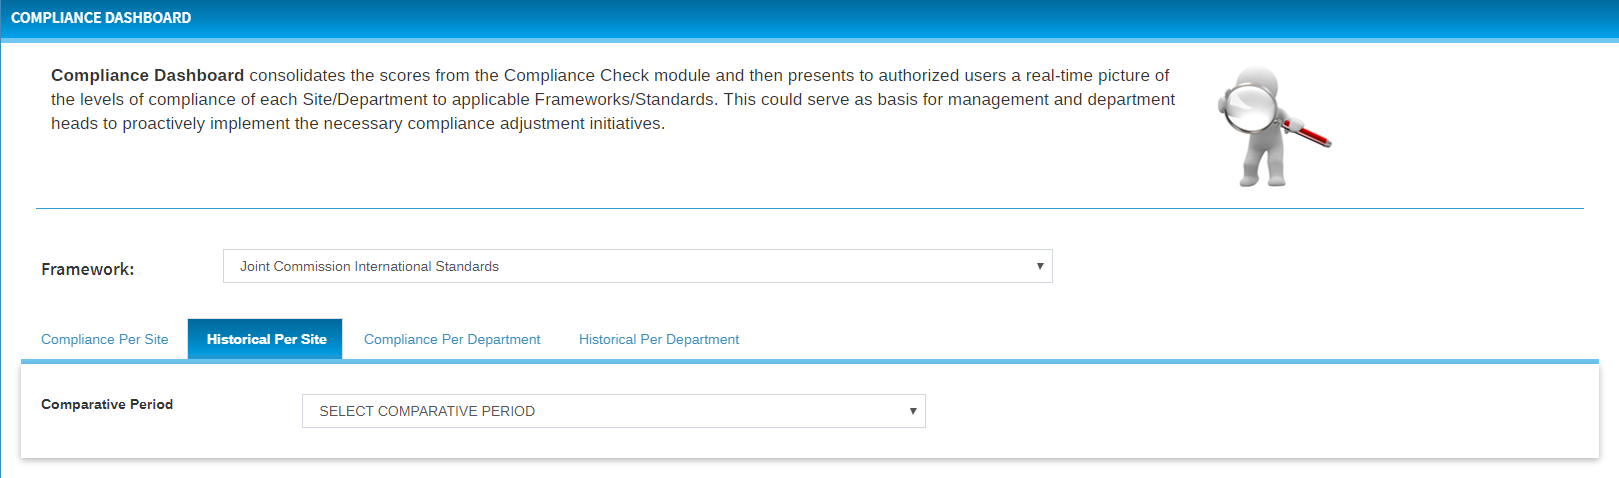 COMPLIANCE DASHBOARD
Compliance Dashboard consolidates the scores from the Compliance Check module and then presents to authorized users a real-time picture of
the levels of compliance of each Site/Department to applicable Frameworks/Standards. This could serve as basis for management and department
heads to proactively implement the necessary compliance adjustment initiatives.
Framework:
Joint Commission International Standards
Compliance Per Site
Historical Per Site
Compliance Per Department
Historical Per Department
Comparative Period
SELECT COMPARATIVE PERIOD